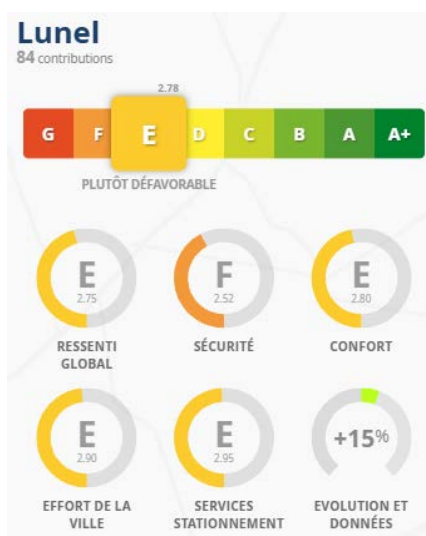 Lunel
84 contributions
2.78
G F E D C B A A+
PLUTÔT DÉFAVORABLE
E
2.75
RESSENTI
GLOBAL
F
2.52
SÉCURITÉ
E
2.80
CONFORT
E
2.90
EFFORT DE LA
VILLE
E
2.95
SERVICES
STATIONNEMENT
+15%
EVOLUTION ET
DONNÉES